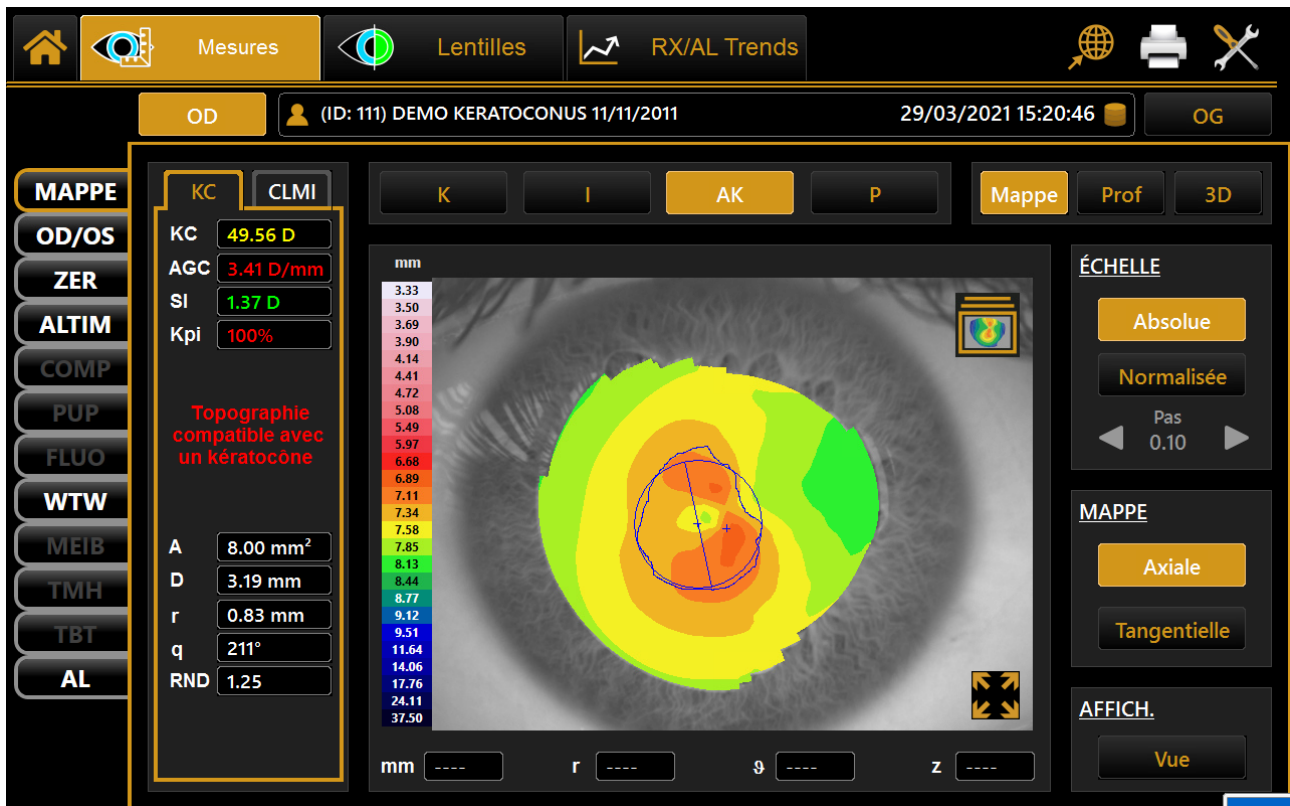 Mesures
Lentilles
RX/AL Trends
OD
(ID: 111) DEMO KERATOCONUS 11/11/2011
29/03/2021 15:20:46
OG
MAPPE
OD/OS
ZER
ALTIM
COMP
PUP
FLUO
WTW
MEIB
TMH
TBT
AL
KC
CLMI
KC 49.56 D
AGC 3.41 D/mm
SI 1.37 D
Kpi 100%
Topographie
compatible avec
un kératocône
A 8.00 mm²
D 3.19 mm
r 0.83 mm
q 211°
RND 1.25
K
I
AK
P
Mappe
Prof
3D
mm
3.33
3.50
3.69
3.90
4.14
4.41
4.72
5.08
5.49
5.97
6.68
6.89
7.11
7.34
7.58
7.85
8.13
8.44
8.77
9.12
9.51
11.64
14.06
17.76
24.11
37.50
mm ----
r ----
ϑ ----
z ----
ÉCHELLE
Absolue
Normalisée
Pas
0.10
MAPPE
Axiale
Tangentielle
AFFICH.
Vue